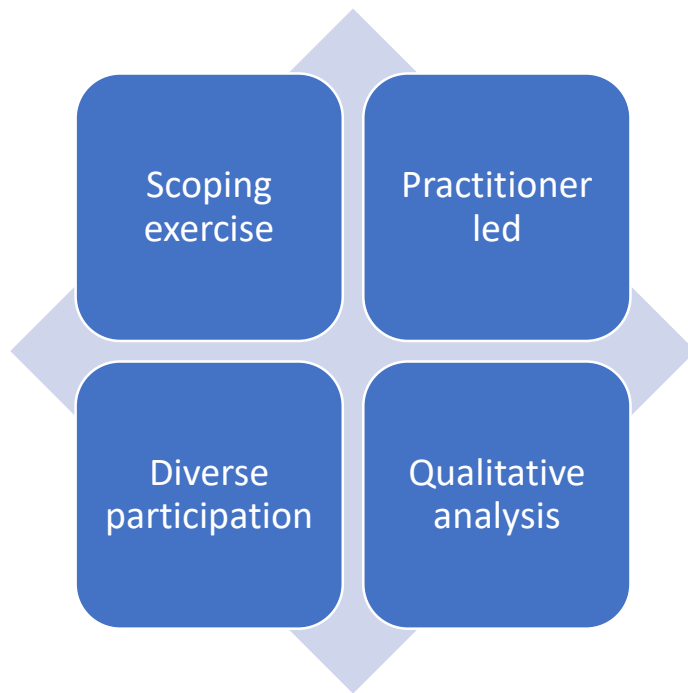 Scoping
exercise
Practitioner
led
Diverse
participation
Qualitative
analysis